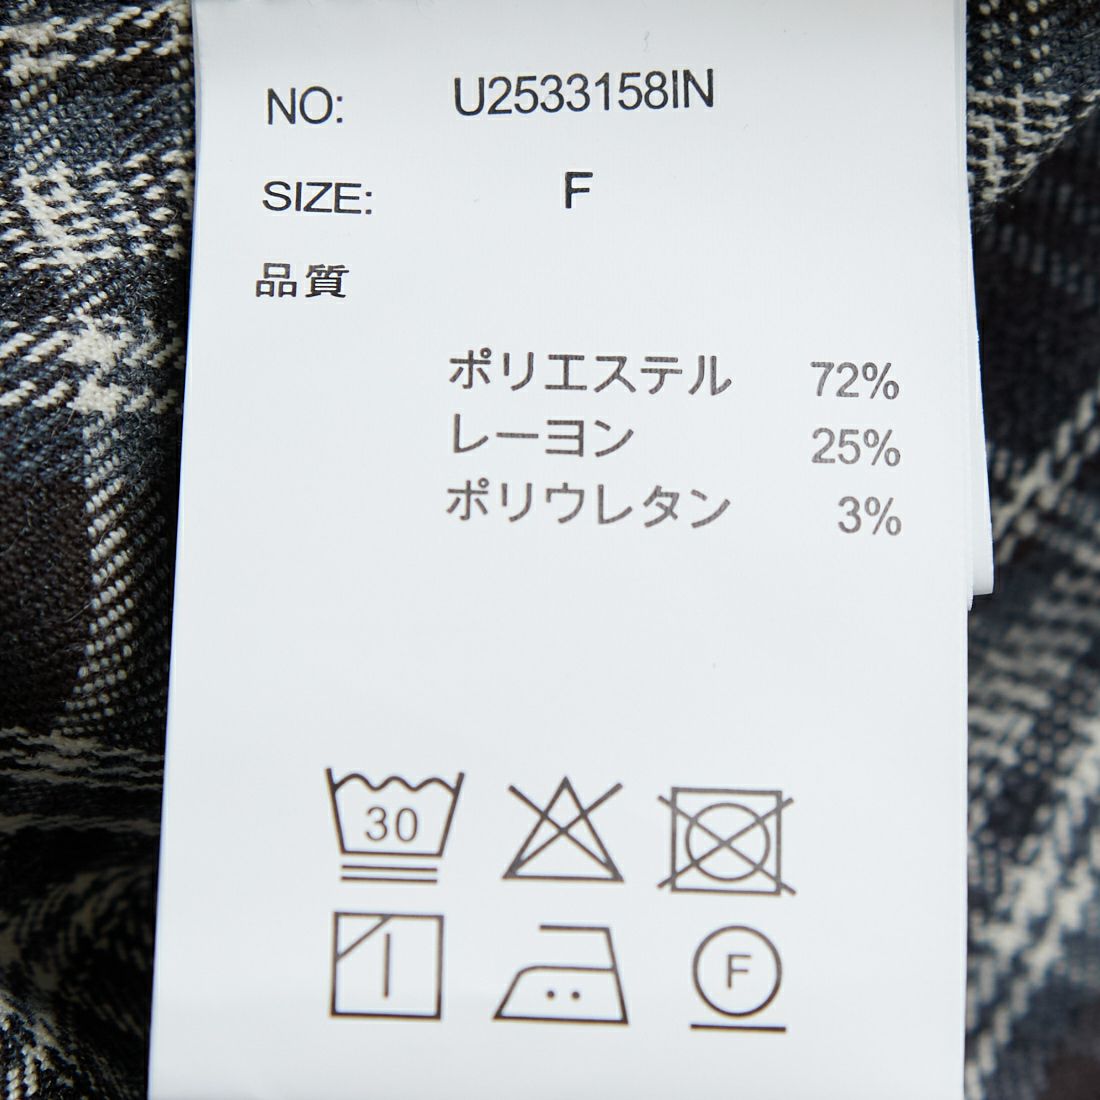 NO: U2533158IN
SIZE: F
品質
ポリエステル 72%
レーヨン 25%
ポリウレタン 3%
30
F